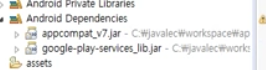 Android Private Libraries
Android Dependencies
appcompat_v7.jar - C:₩javalec₩workspace₩ap
google-play-services_lib.jar - C:₩javalec₩works
assets